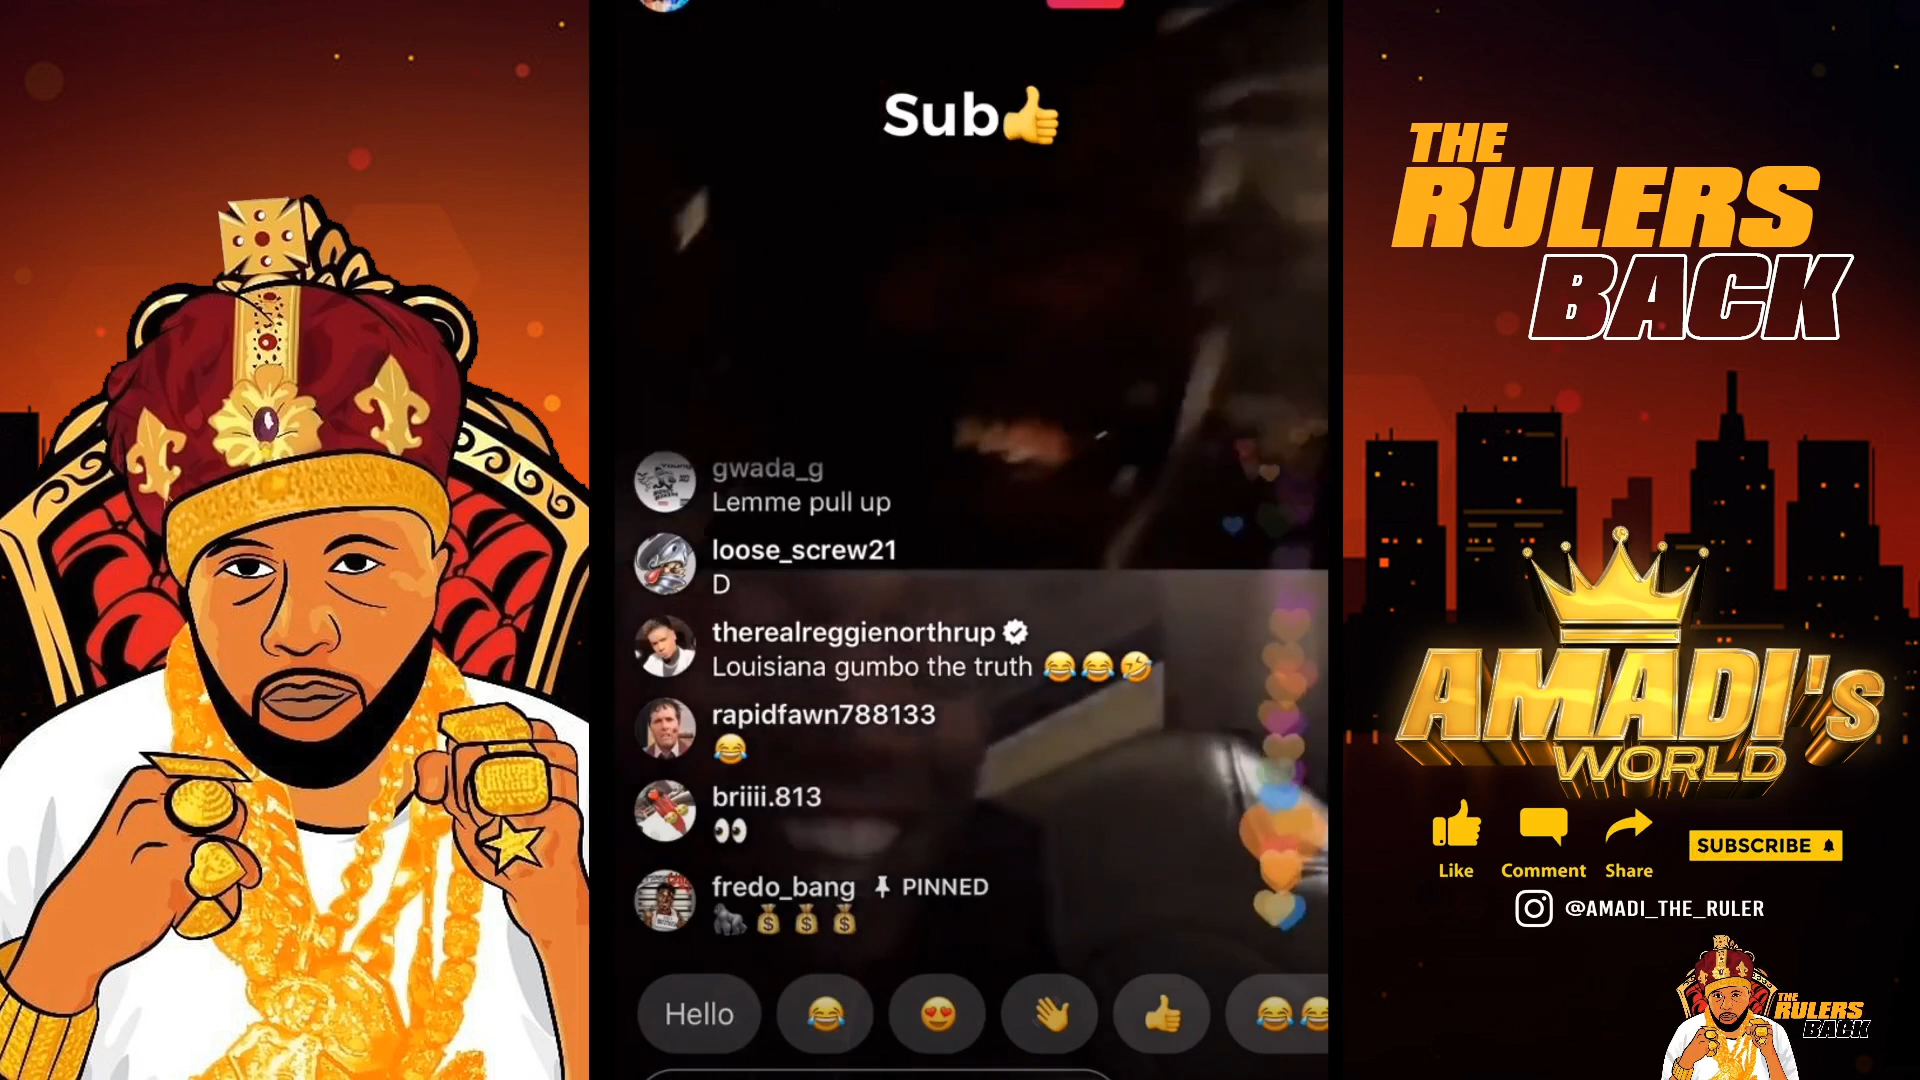 Sub👍
gwada_g
Lemme pull up
loose_screw21
D
therealreggienorthrup
Louisiana gumbo the truth 😂😂🤣
rapidfawn788133
😂
briiii.813
👀
fredo_bang PINNED
🦍💰💰💰
Hello
THE
RULERS
BACK
AMADI's
WORLD
Like
Comment
Share
SUBSCRIBE
@AMADI_THE_RULER
THE
RULERS
BACK